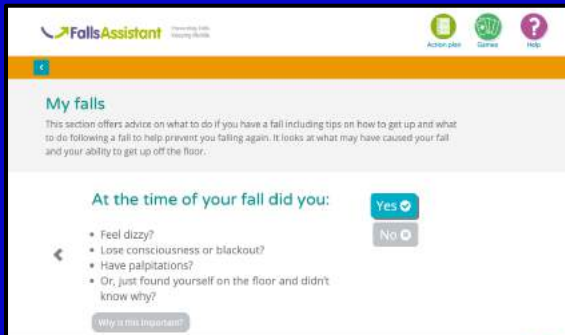 FallsAssistant
Action plan Games Help
My falls
This section offers advice on what to do if you have a fall including tips on how to get up and what
to do following a fall to help prevent you falling again. It looks at what may have caused your fall
and your ability to get up off the floor.
At the time of your fall did you:
Yes
No
• Feel dizzy?
• Lose consciousness or blackout?
• Have palpitations?
• Or, just found yourself on the floor and didn't
know why?
Why is this important?